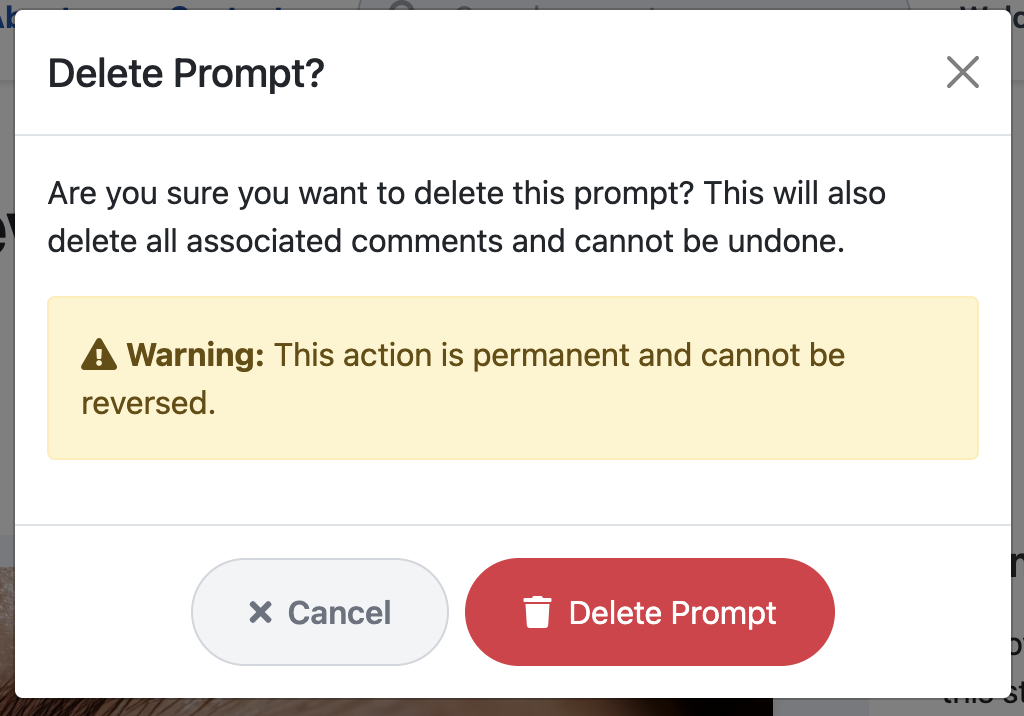 Delete Prompt?
Are you sure you want to delete this prompt? This will also
delete all associated comments and cannot be undone.
Warning: This action is permanent and cannot be
reversed.
Cancel
Delete Prompt